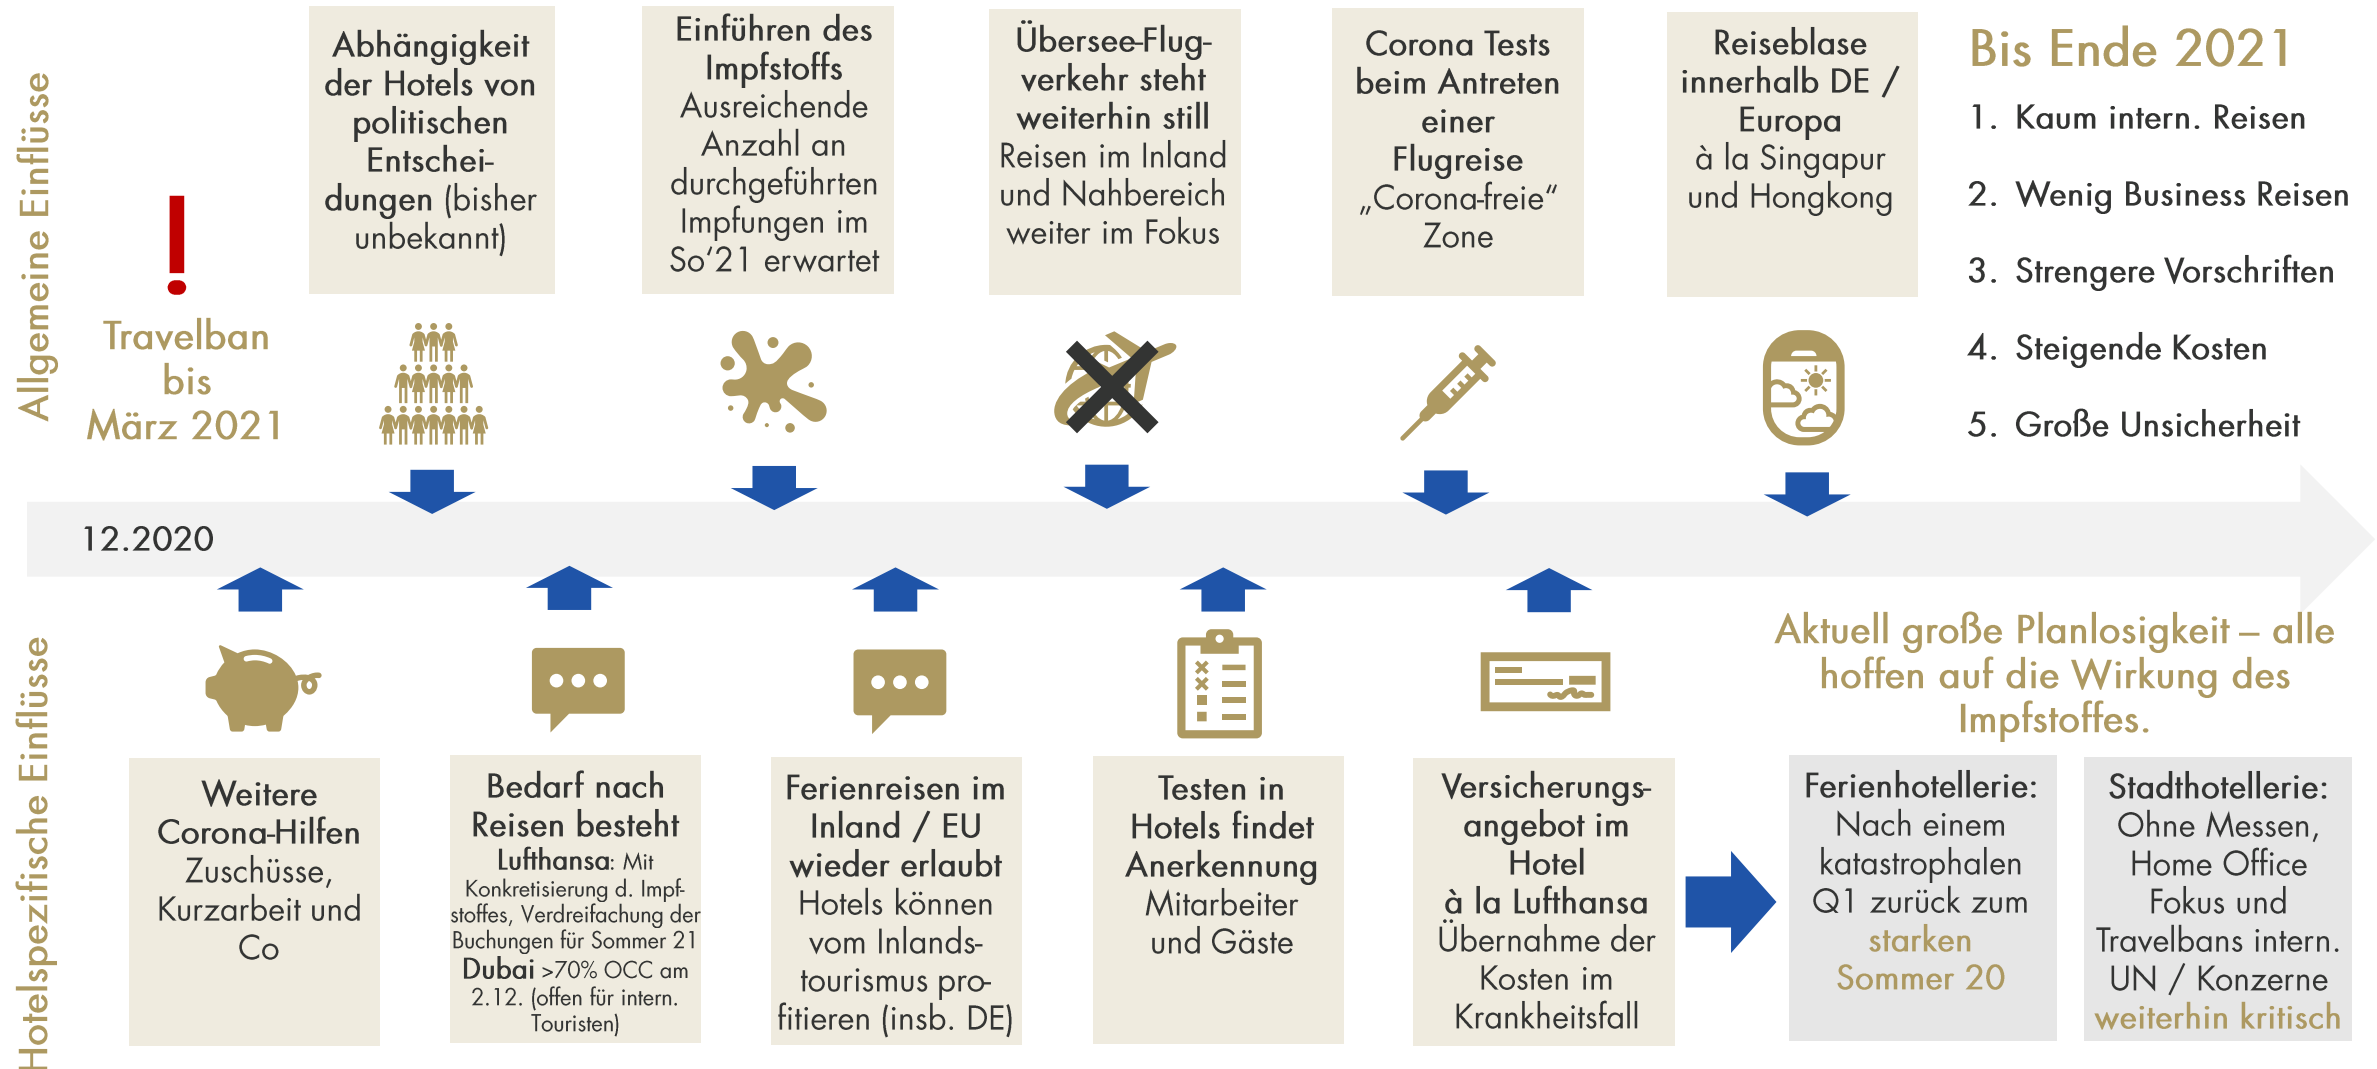 Allgemeine Einflüsse
!
Travelban
bis
März 2021
Abhängigkeit
der Hotels von
politischen
Entschei-
dungen (bisher
unbekannt)
Einführen des
Impfstoffs
Ausreichende
Anzahl an
durchgeführten
Impfungen im
So‘21 erwartet
Übersee-Flug-
verkehr steht
weiterhin still
Reisen im Inland
und Nahbereich
weiter im Fokus
Corona Tests
beim Antreten
einer
Flugreise
„Corona-freie“
Zone
Reiseblase
innerhalb DE /
Europa
à la Singapur
und Hongkong
Bis Ende 2021
1. Kaum intern. Reisen
2. Wenig Business Reisen
3. Strengere Vorschriften
4. Steigende Kosten
5. Große Unsicherheit
12.2020
Hotelspezifische Einflüsse
Weitere
Corona-Hilfen
Zuschüsse,
Kurzarbeit und
Co
Bedarf nach
Reisen besteht
Lufthansa: Mit
Konkretisierung d. Impf-
stoffes, Verdreifachung der
Buchungen für Sommer 21
Dubai >70% OCC am
2.12. (offen für intern.
Touristen)
Ferienreisen im
Inland / EU
wieder erlaubt
Hotels können
vom Inlands-
tourismus pro-
fitieren (insb. DE)
Testen in
Hotels findet
Anerkennung
Mitarbeiter
und Gäste
Versicherungs-
angebot im
Hotel
à la Lufthansa
Übernahme der
Kosten im
Krankheitsfall
Aktuell große Planlosigkeit – alle
hoffen auf die Wirkung des
Impfstoffes.
Ferienhotellerie:
Nach einem
katastrophalen
Q1 zurück zum
starken
Sommer 20
Stadthotellerie:
Ohne Messen,
Home Office
Fokus und
Travelbans intern.
UN / Konzerne
weiterhin kritisch